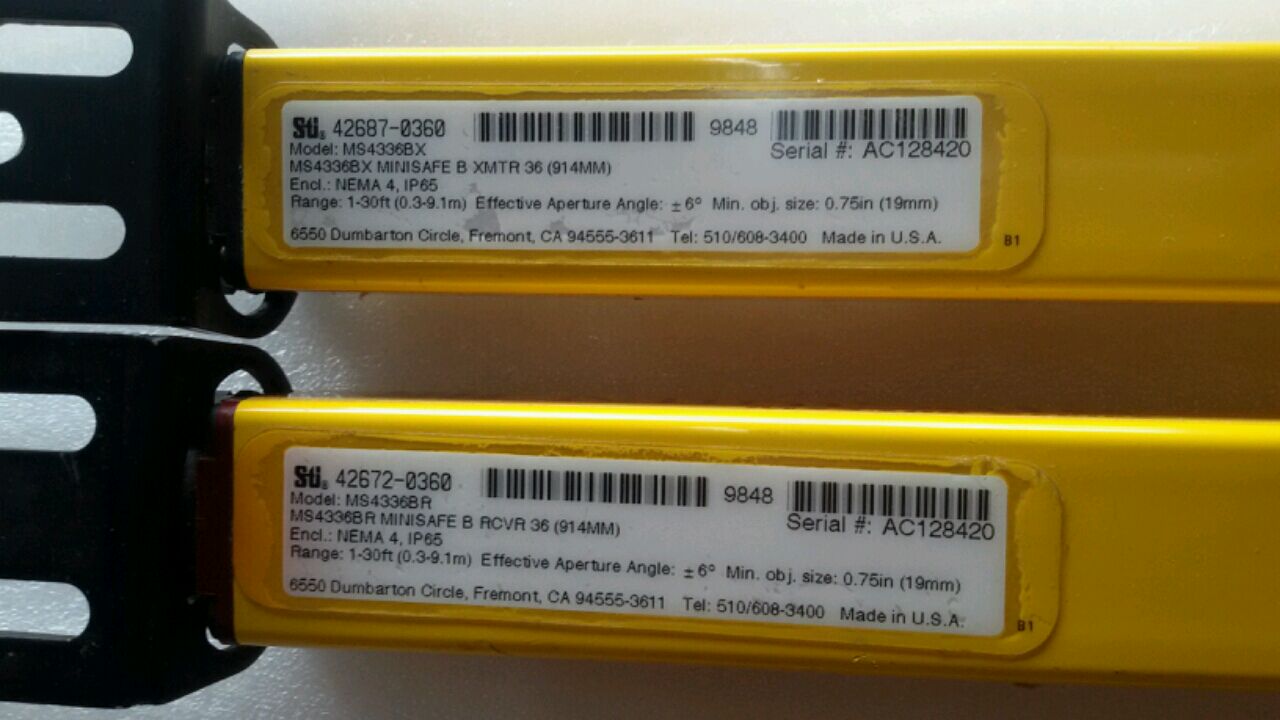 STi® 42687-0360 9848
Model: MS4336BX Serial #: AC128420
MS4336BX MINISAFE B XMTR 36 (914MM)
Encl.: NEMA 4, IP65
Range: 1-30ft (0.3-9.1m) Effective Aperture Angle: ±6° Min. obj. size: 0.75in (19mm)
6550 Dumbarton Circle, Fremont, CA 94555-3611 Tel: 510/608-3400 Made in U.S.A.
B1
STi® 42672-0360 9848
Model: MS4336BR Serial #: AC128420
MS4336BR MINISAFE B RCVR 36 (914MM)
Encl.: NEMA 4, IP65
Range: 1-30ft (0.3-9.1m) Effective Aperture Angle: ±6° Min. obj. size: 0.75in (19mm)
6550 Dumbarton Circle, Fremont, CA 94555-3611 Tel: 510/608-3400 Made in U.S.A.
B1